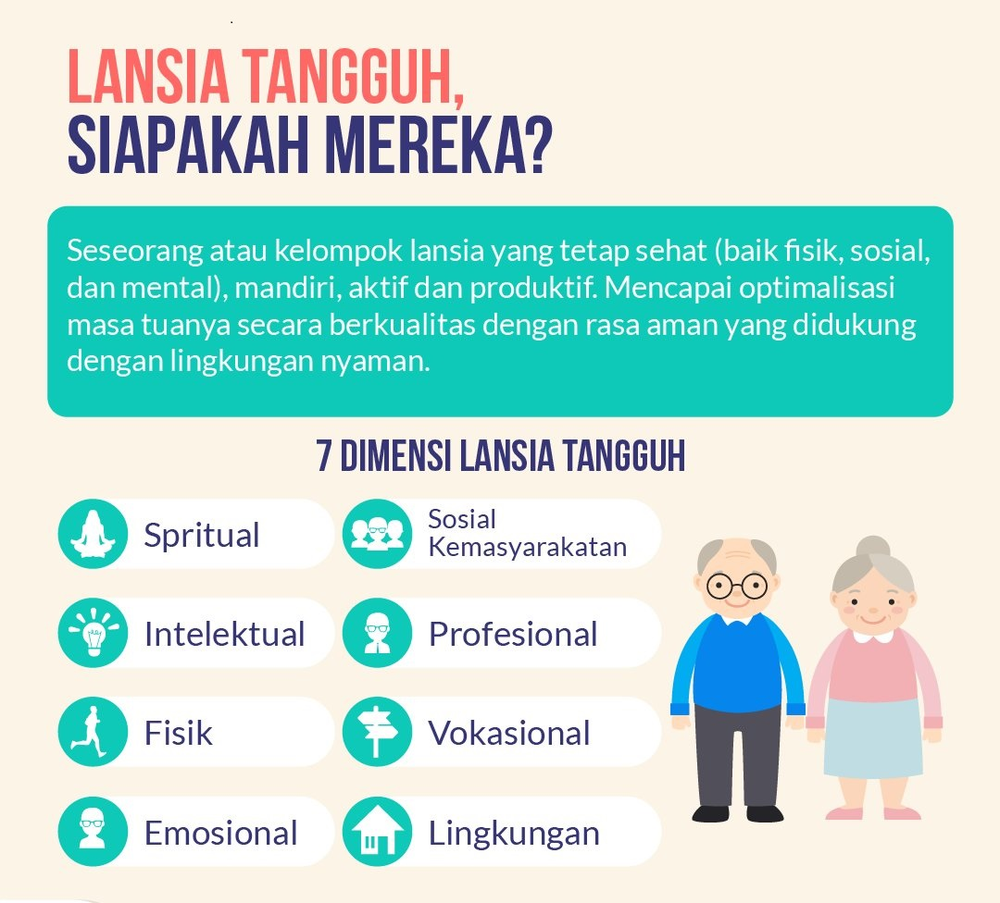 LANSIA TANGGUH,
SIAPAKAH MEREKA?
Seseorang atau kelompok lansia yang tetap sehat (baik fisik, sosial,
dan mental), mandiri, aktif dan produktif. Mencapai optimalisasi
masa tuanya secara berkualitas dengan rasa aman yang didukung
dengan lingkungan nyaman.
7 DIMENSI LANSIA TANGGUH
Spritual
Sosial
Kemasyarakatan
Intelektual
Profesional
Fisik
Vokasional
Emosional
Lingkungan